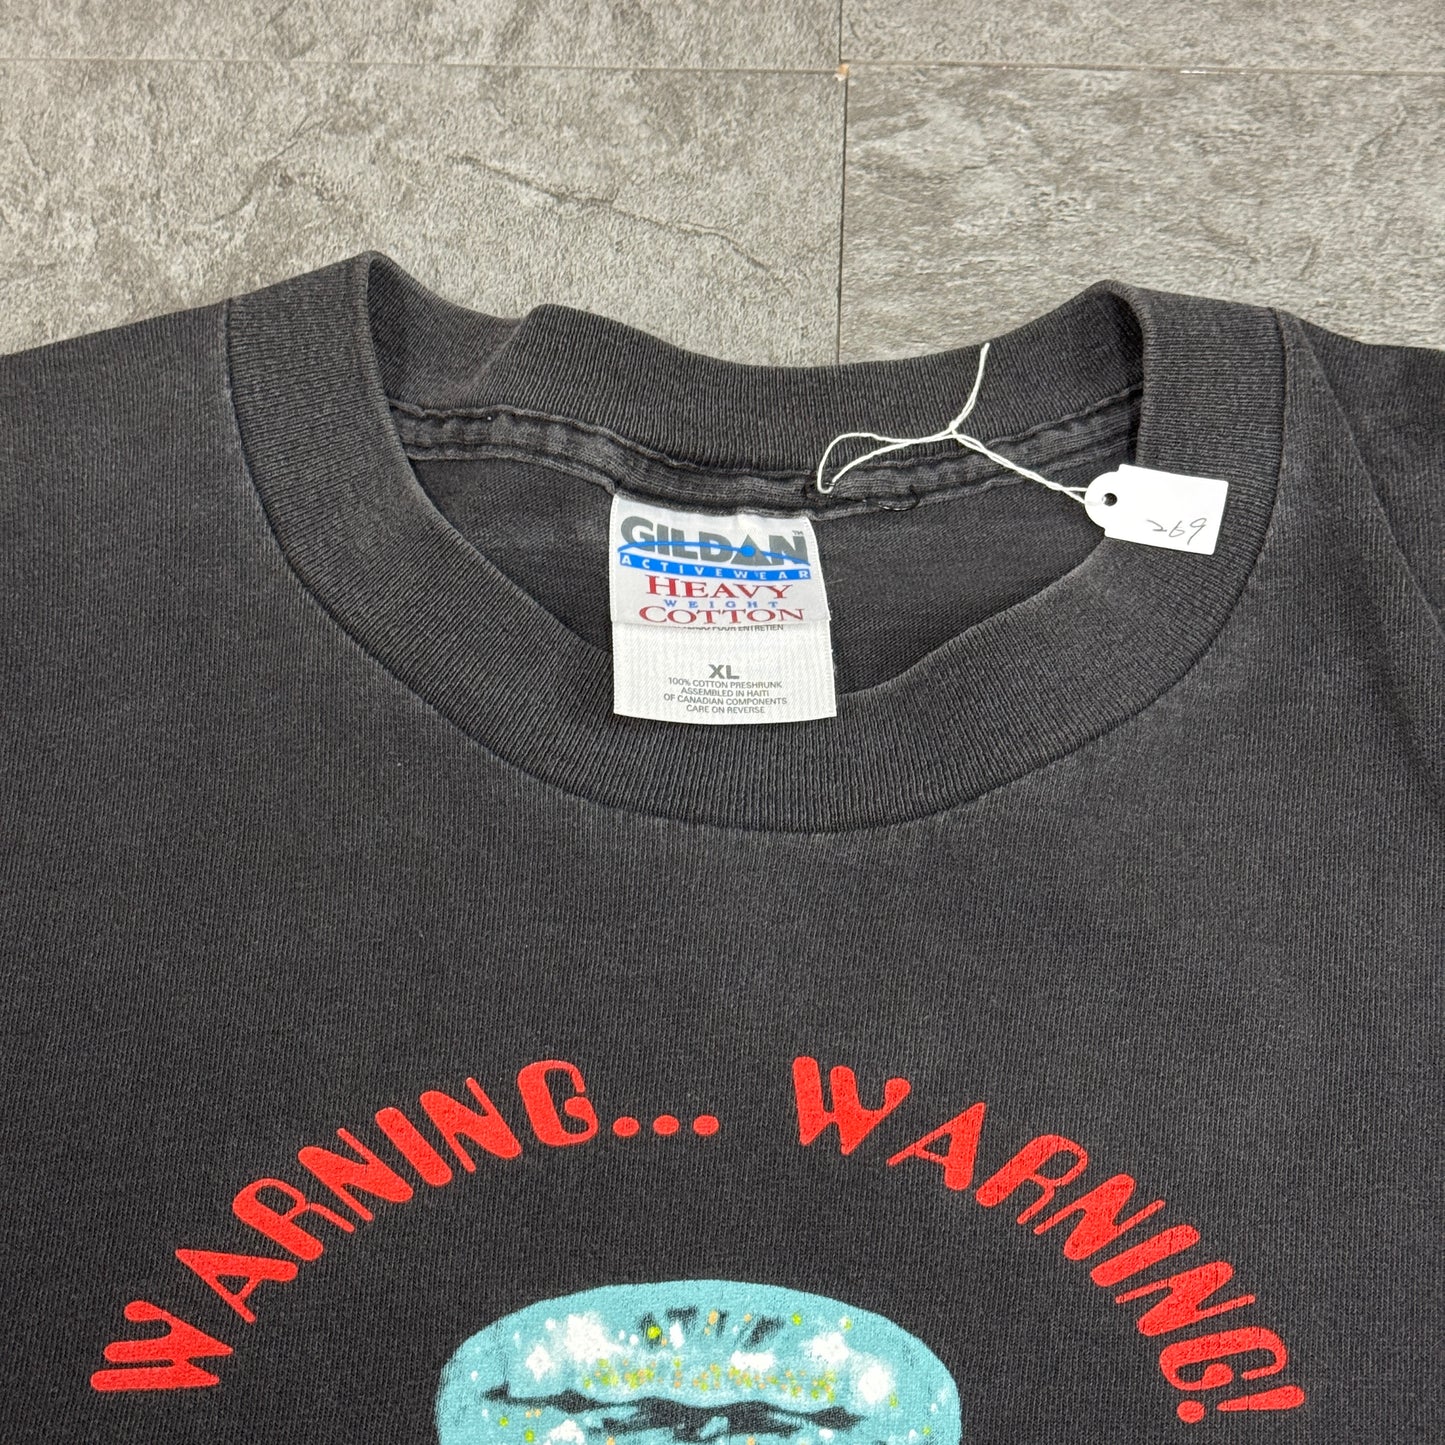 GILDAN™
ACTIVEWEAR
HEAVY
WEIGHT
COTTON
XL
100% COTTON PRESHRUNK
ASSEMBLED IN HAITI
OF CANADIAN COMPONENTS
CARE ON REVERSE
269
WARNING... WARNING!